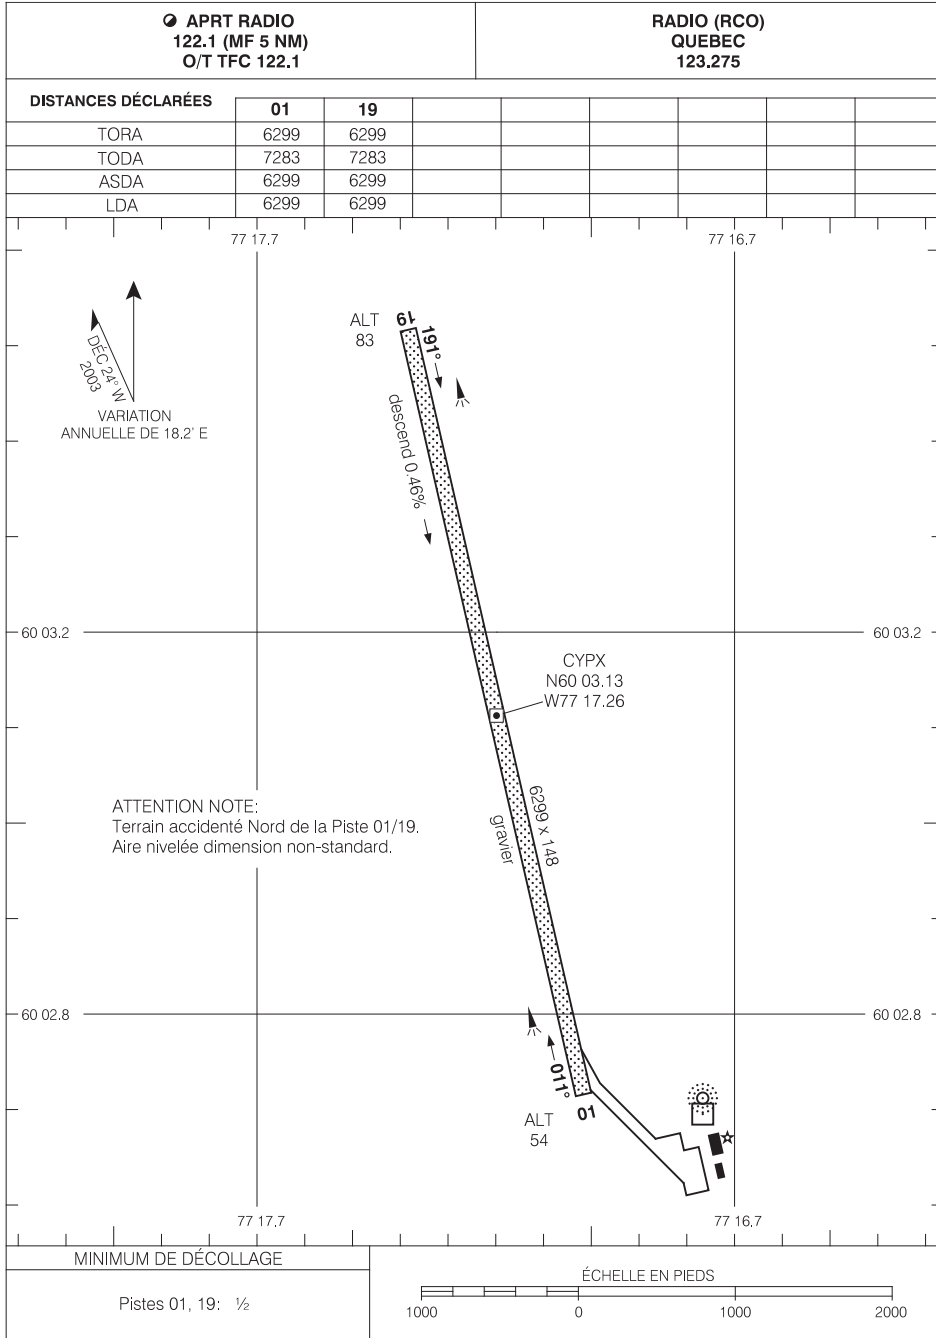 APRT RADIO
122.1 (MF 5 NM)
O/T TFC 122.1
RADIO (RCO)
QUEBEC
123.275
DISTANCES DÉCLARÉES 01 19
TORA 6299 6299
TODA 7283 7283
ASDA 6299 6299
LDA 6299 6299
77 17.7 77 16.7
DÉC 24° W
2003
VARIATION
ANNUELLE DE 18.2' E
ALT
83
19
191°
descend 0.46%
60 03.2 60 03.2
CYPX
N60 03.13
W77 17.26
6299 x 148
gravier
ATTENTION NOTE:
Terrain accidenté Nord de la Piste 01/19.
Aire nivelée dimension non-standard.
60 02.8 60 02.8
011°
01
ALT
54
77 17.7 77 16.7
MINIMUM DE DÉCOLLAGE
Pistes 01, 19: ½
ÉCHELLE EN PIEDS
1000 0 1000 2000